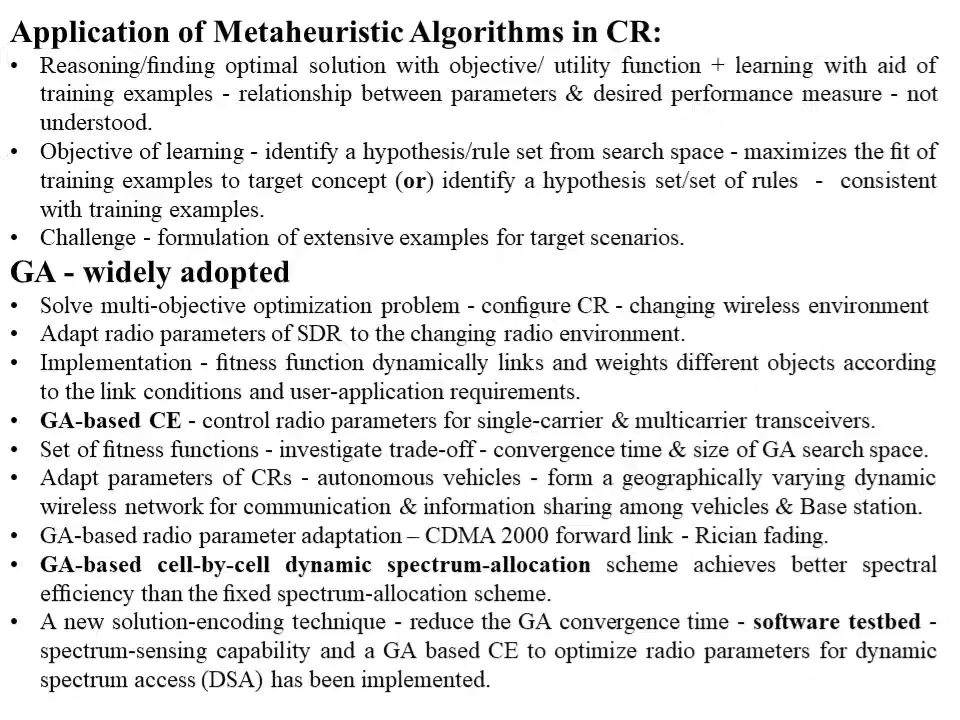 Application of Metaheuristic Algorithms in CR:
• Reasoning/finding optimal solution with objective/ utility function + learning with aid of
training examples - relationship between parameters & desired performance measure - not
understood.
• Objective of learning - identify a hypothesis/rule set from search space - maximizes the fit of
training examples to target concept (or) identify a hypothesis set/set of rules - consistent
with training examples.
• Challenge - formulation of extensive examples for target scenarios.
GA - widely adopted
• Solve multi-objective optimization problem - configure CR - changing wireless environment
• Adapt radio parameters of SDR to the changing radio environment.
• Implementation - fitness function dynamically links and weights different objects according
to the link conditions and user-application requirements.
• GA-based CE - control radio parameters for single-carrier & multicarrier transceivers.
• Set of fitness functions - investigate trade-off - convergence time & size of GA search space.
• Adapt parameters of CRs - autonomous vehicles - form a geographically varying dynamic
wireless network for communication & information sharing among vehicles & Base station.
• GA-based radio parameter adaptation – CDMA 2000 forward link - Rician fading.
• GA-based cell-by-cell dynamic spectrum-allocation scheme achieves better spectral
efficiency than the fixed spectrum-allocation scheme.
• A new solution-encoding technique - reduce the GA convergence time - software testbed -
spectrum-sensing capability and a GA based CE to optimize radio parameters for dynamic
spectrum access (DSA) has been implemented.